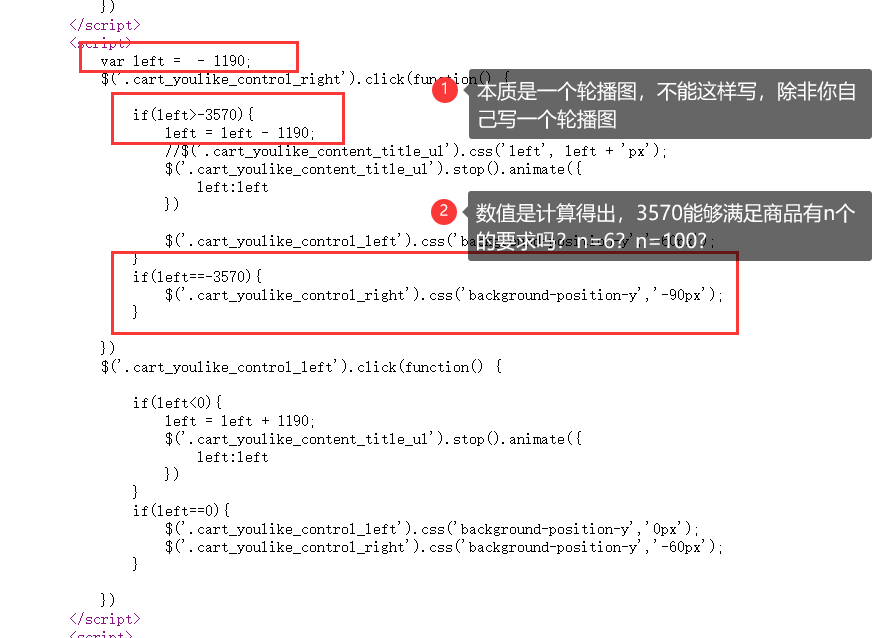 })
</script>
<script>
var left =  - 1190;
$('.cart_youlike_control_right').click(function() {
1
本质是一个轮播图，不能这样写，除非你自
己写一个轮播图
if(left>-3570){
left = left - 1190;
//$('.cart_youlike_content_title_ul').css('left', left + 'px');
$('.cart_youlike_content_title_ul').stop().animate({
left:left
})
2
数值是计算得出，3570能够满足商品有n个
的要求吗？n=6？n=100？
$('.cart_youlike_control_left').css('background-position-y','-60px');
}
if(left==-3570){
$('.cart_youlike_control_right').css('background-position-y','-90px');
}
})
$('.cart_youlike_control_left').click(function() {
if(left<0){
left = left + 1190;
$('.cart_youlike_content_title_ul').stop().animate({
left:left
})
}
if(left==0){
$('.cart_youlike_control_left').css('background-position-y','0px');
$('.cart_youlike_control_right').css('background-position-y','-60px');
}
})
</script>
<script>